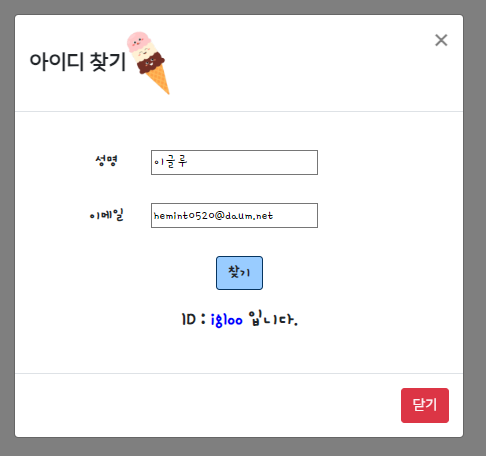 아이디 찾기
×
성명 이글루
이메일 hemint0520@daum.net
찾기
ID : igloo 입니다.
닫기